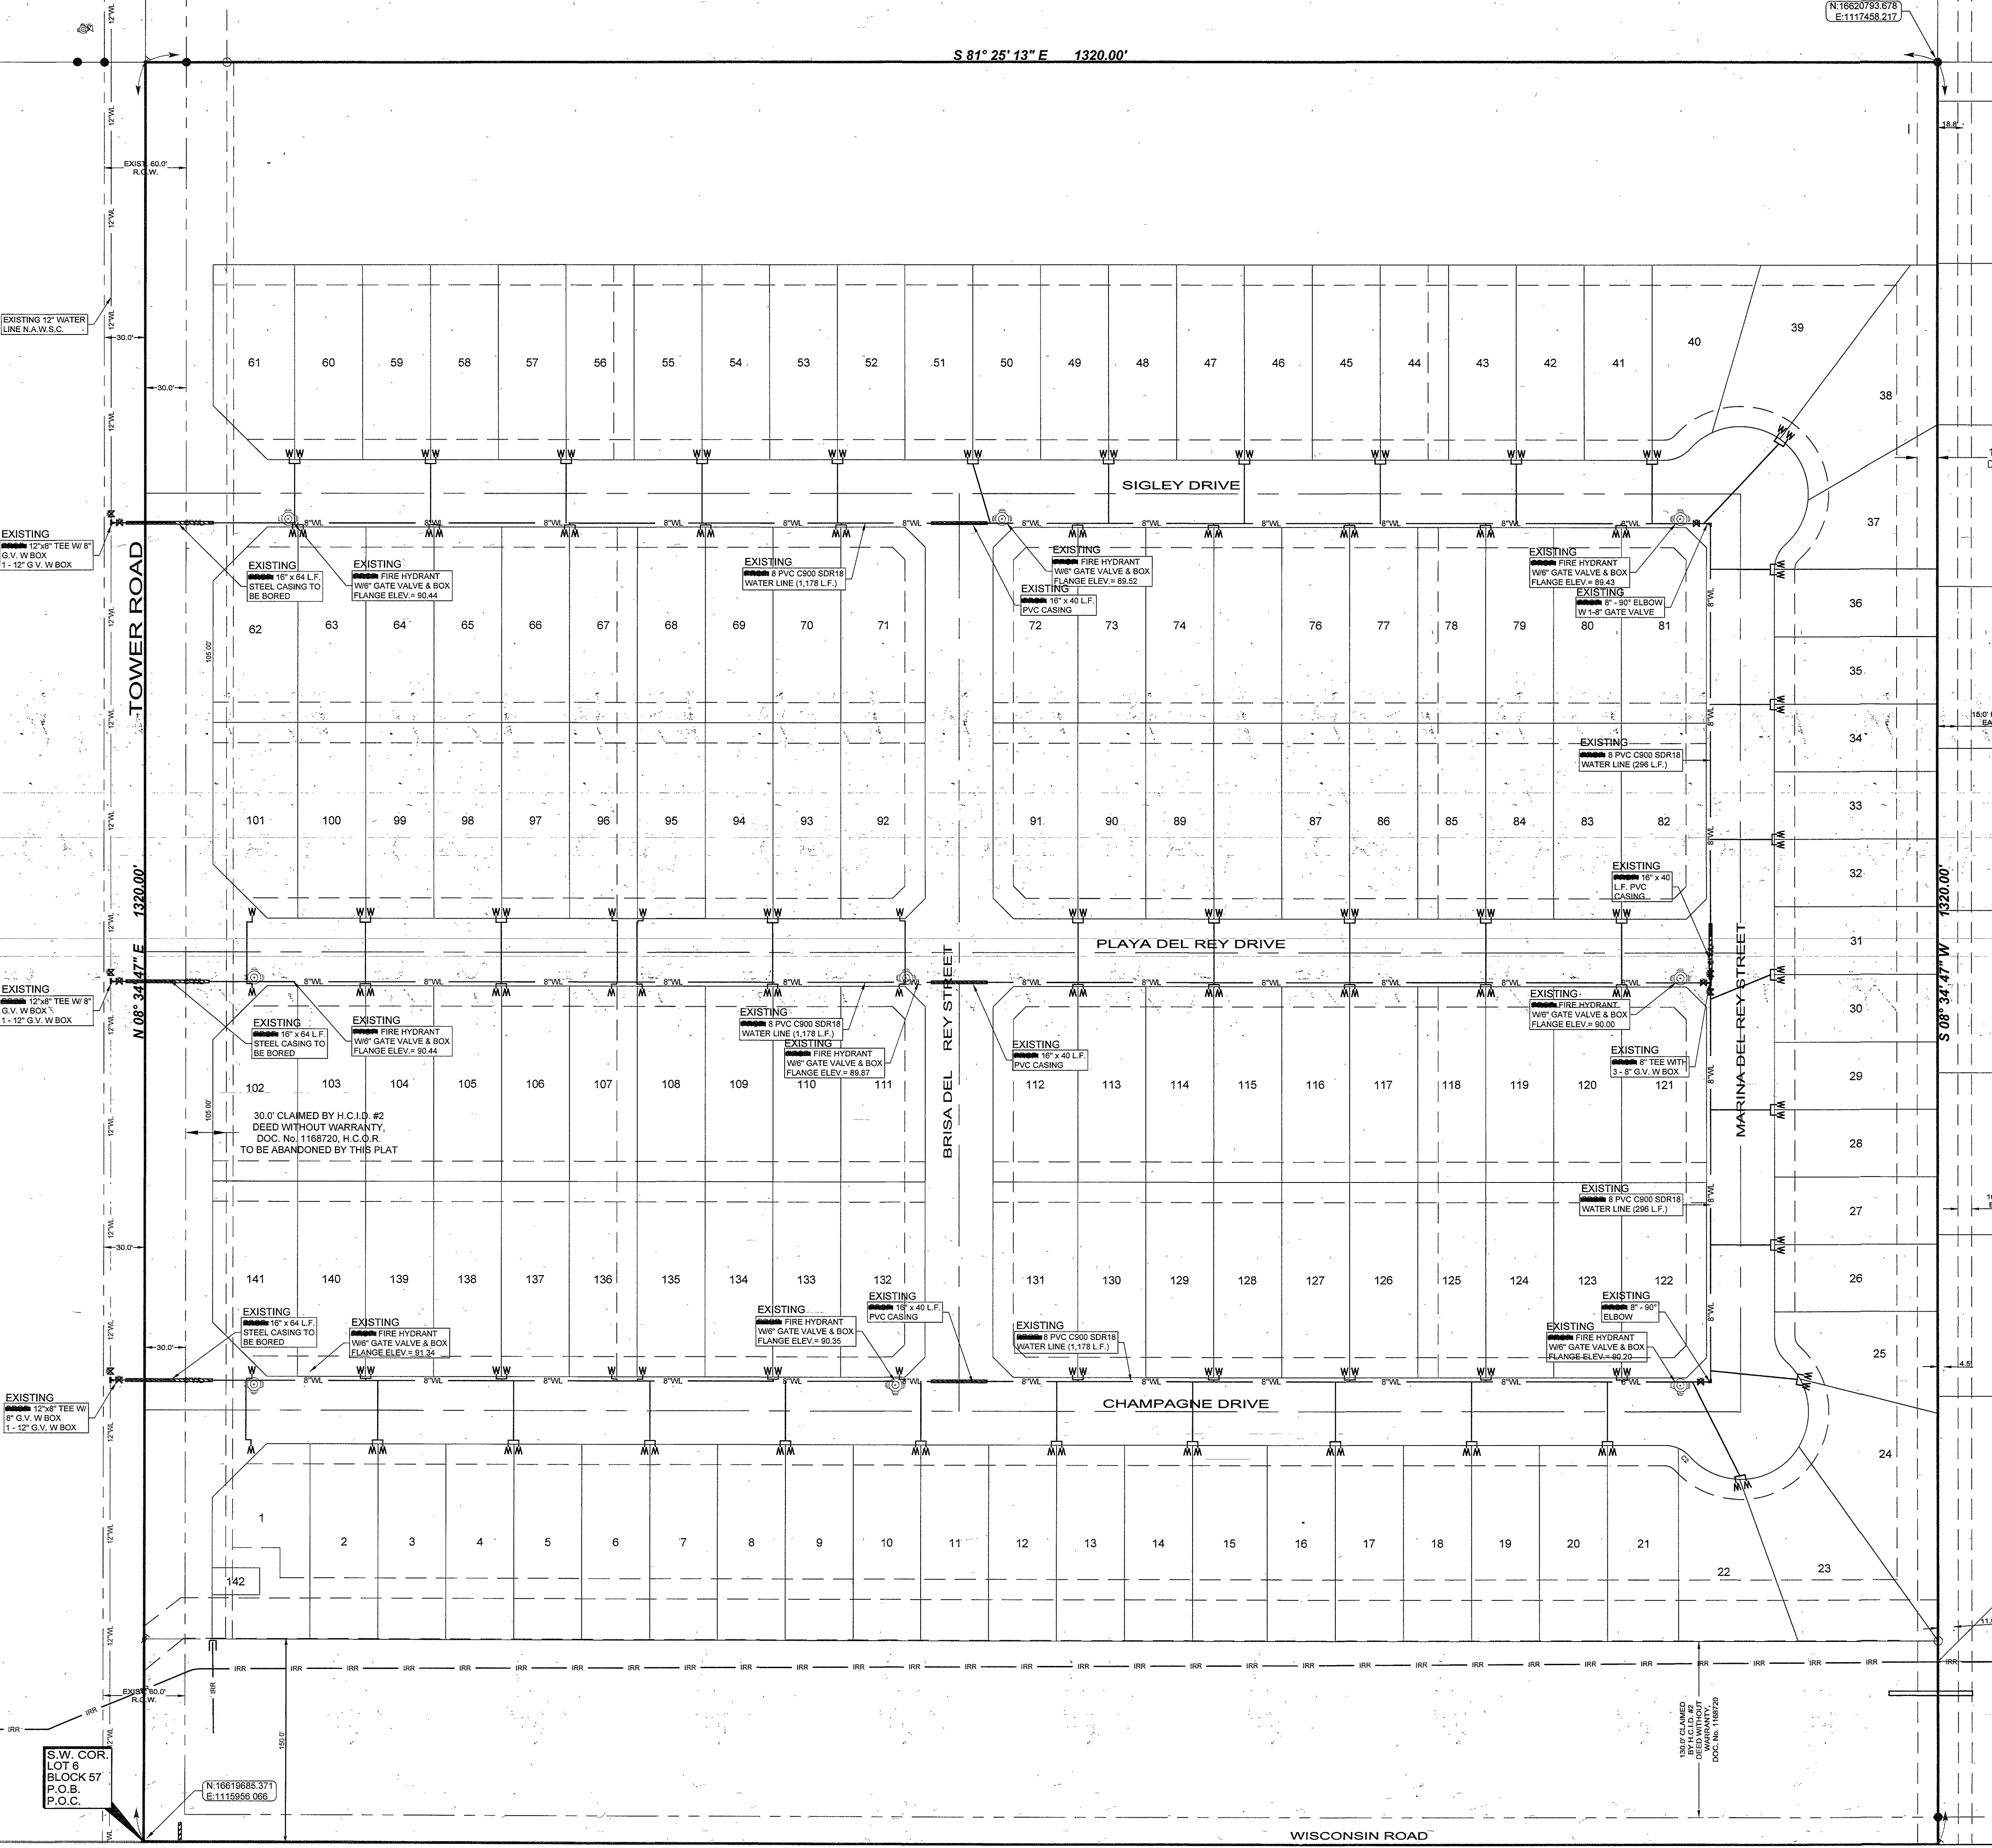 N:16620793.678
E:1117458.217
S 81° 25' 13" E 1320.00'
18.8'
EXIST. 60.0'
R.O.W.
12"WL
EXISTING 12" WATER
LINE N.A.W.S.C.
30.0'
30.0'
61 60 59 58 57 56 55 54 53 52 51 50 49 48 47 46 45 44 43 42 41 40 39
38
37
SIGLEY DRIVE
8"WL
EXISTING
12"x8" TEE W/ 8"
G.V. W BOX
1 - 12" G V. W BOX
TOWER ROAD
EXISTING
16" x 64 L.F.
STEEL CASING TO
BE BORED
EXISTING
FIRE HYDRANT
W/6" GATE VALVE & BOX
FLANGE ELEV.= 90.44
EXISTING
8 PVC C900 SDR18
WATER LINE (1,178 L.F.)
EXISTING
FIRE HYDRANT
W/6" GATE VALVE & BOX
FLANGE ELEV.= 89.52
EXISTING
16" x 40 L.F.
PVC CASING
EXISTING
FIRE HYDRANT
W/6" GATE VALVE & BOX
FLANGE ELEV.= 89.43
EXISTING
8" - 90° ELBOW
W 1-8" GATE VALVE
62 63 64 65 66 67 68 69 70 71 72 73 74 76 77 78 79 80 81
105.00'
36
35
34
33
32
31
30
29
28
27
26
25
24
EXISTING
8 PVC C900 SDR18
WATER LINE (296 L.F.)
101 100 99 98 97 96 95 94 93 92 91 90 89 87 86 85 84 83 82
EXISTING
16" x 40
L.F. PVC
CASING
N 08° 34' 47" E 1320.00'
S 08° 34' 47" W 1320.00'
PLAYA DEL REY DRIVE
BRISA DEL REY STREET
MARINA DEL REY STREET
EXISTING
12"x8" TEE W/ 8"
G.V. W BOX
1 - 12" G.V. W BOX
EXISTING
16" x 64 L.F.
STEEL CASING TO
BE BORED
EXISTING
FIRE HYDRANT
W/6" GATE VALVE & BOX
FLANGE ELEV.= 90.44
EXISTING
8 PVC C900 SDR18
WATER LINE (1,178 L.F.)
EXISTING
FIRE HYDRANT
W/6" GATE VALVE & BOX
FLANGE ELEV.= 89.87
EXISTING
16" x 40 L.F.
PVC CASING
EXISTING
FIRE HYDRANT
W/6" GATE VALVE & BOX
FLANGE ELEV.= 90.00
EXISTING
8" TEE WITH
3 - 8" G.V. W BOX
102 103 104 105 106 107 108 109 110 111 112 113 114 115 116 117 118 119 120 121
105.00'
30.0' CLAIMED BY H.C.I.D. #2
DEED WITHOUT WARRANTY,
DOC. No. 1168720, H.C.O.R.
TO BE ABANDONED BY THIS PLAT
EXISTING
8 PVC C900 SDR18
WATER LINE (296 L.F.)
30.0'
141 140 139 138 137 136 135 134 133 132 131 130 129 128 127 126 125 124 123 122
EXISTING
16" x 64 L.F.
STEEL CASING TO
BE BORED
EXISTING
FIRE HYDRANT
W/6" GATE VALVE & BOX
FLANGE ELEV.= 91.34
EXISTING
FIRE HYDRANT
W/6" GATE VALVE & BOX
FLANGE ELEV.= 90.35
EXISTING
16" x 40 L.F.
PVC CASING
EXISTING
8 PVC C900 SDR18
WATER LINE (1,178 L.F.)
EXISTING
8" - 90°
ELBOW
EXISTING
FIRE HYDRANT
W/6" GATE VALVE & BOX
FLANGE ELEV.= 90.20
30.0'
4.5'
EXISTING
12"x8" TEE W/
8" G.V. W BOX
1 - 12" G.V. W BOX
CHAMPAGNE DRIVE
C2
1 2 3 4 5 6 7 8 9 10 11 12 13 14 15 16 17 18 19 20 21 22 23
142
IRR
EXIST. 60.0'
R.O.W.
150.0'
130.0' CLAIMED
BY H.C.I.D. #2
DEED WITHOUT
WARRANTY,
DOC. No. 1168720
S.W. COR.
LOT 6
BLOCK 57
P.O.B.
P.O.C.
N:16619685.371
E:1115956 066
WISCONSIN ROAD